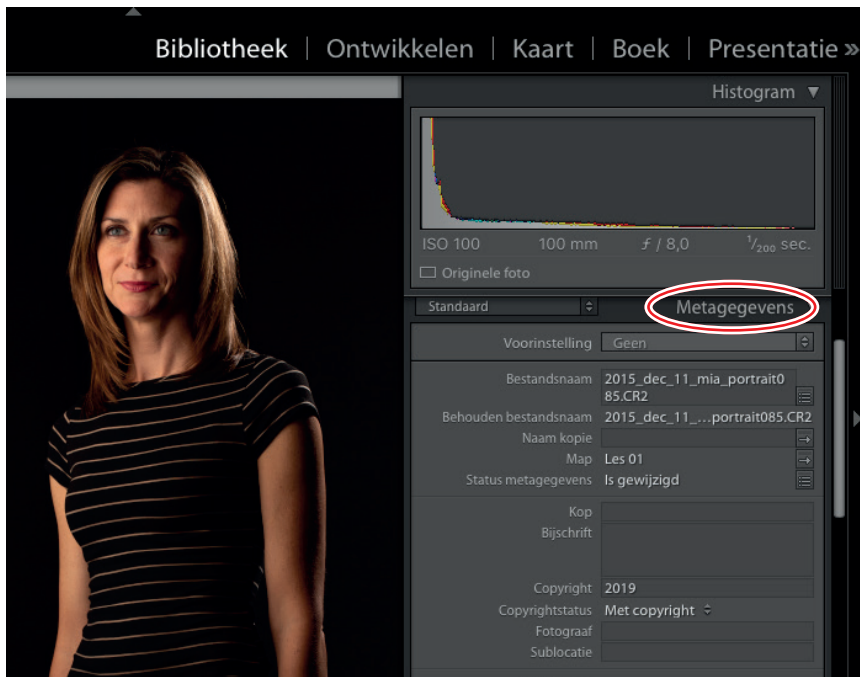 Bibliotheek | Ontwikkelen | Kaart | Boek | Presentatie »
Histogram ▼
ISO 100 100 mm ƒ / 8,0 1/200 sec.
Originele foto
Standaard Metagegevens
Voorinstelling Geen
Bestandsnaam 2015_dec_11_mia_portrait0
85.CR2
Behouden bestandsnaam 2015_dec_11_...portrait085.CR2
Naam kopie
Map Les 01
Status metagegevens Is gewijzigd
Kop
Bijschrift
Copyright 2019
Copyrightstatus Met copyright
Fotograaf
Sublocatie